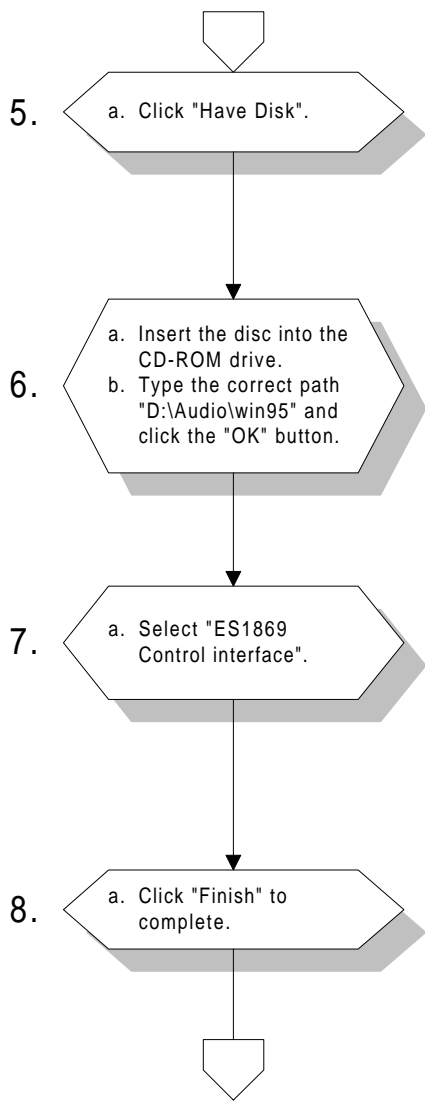 5.
a. Click "Have Disk".
6.
a. Insert the disc into the
CD-ROM drive.
b. Type the correct path
"D:\Audio\win95" and
click the "OK" button.
7.
a. Select "ES1869
Control interface".
8.
a. Click "Finish" to
complete.